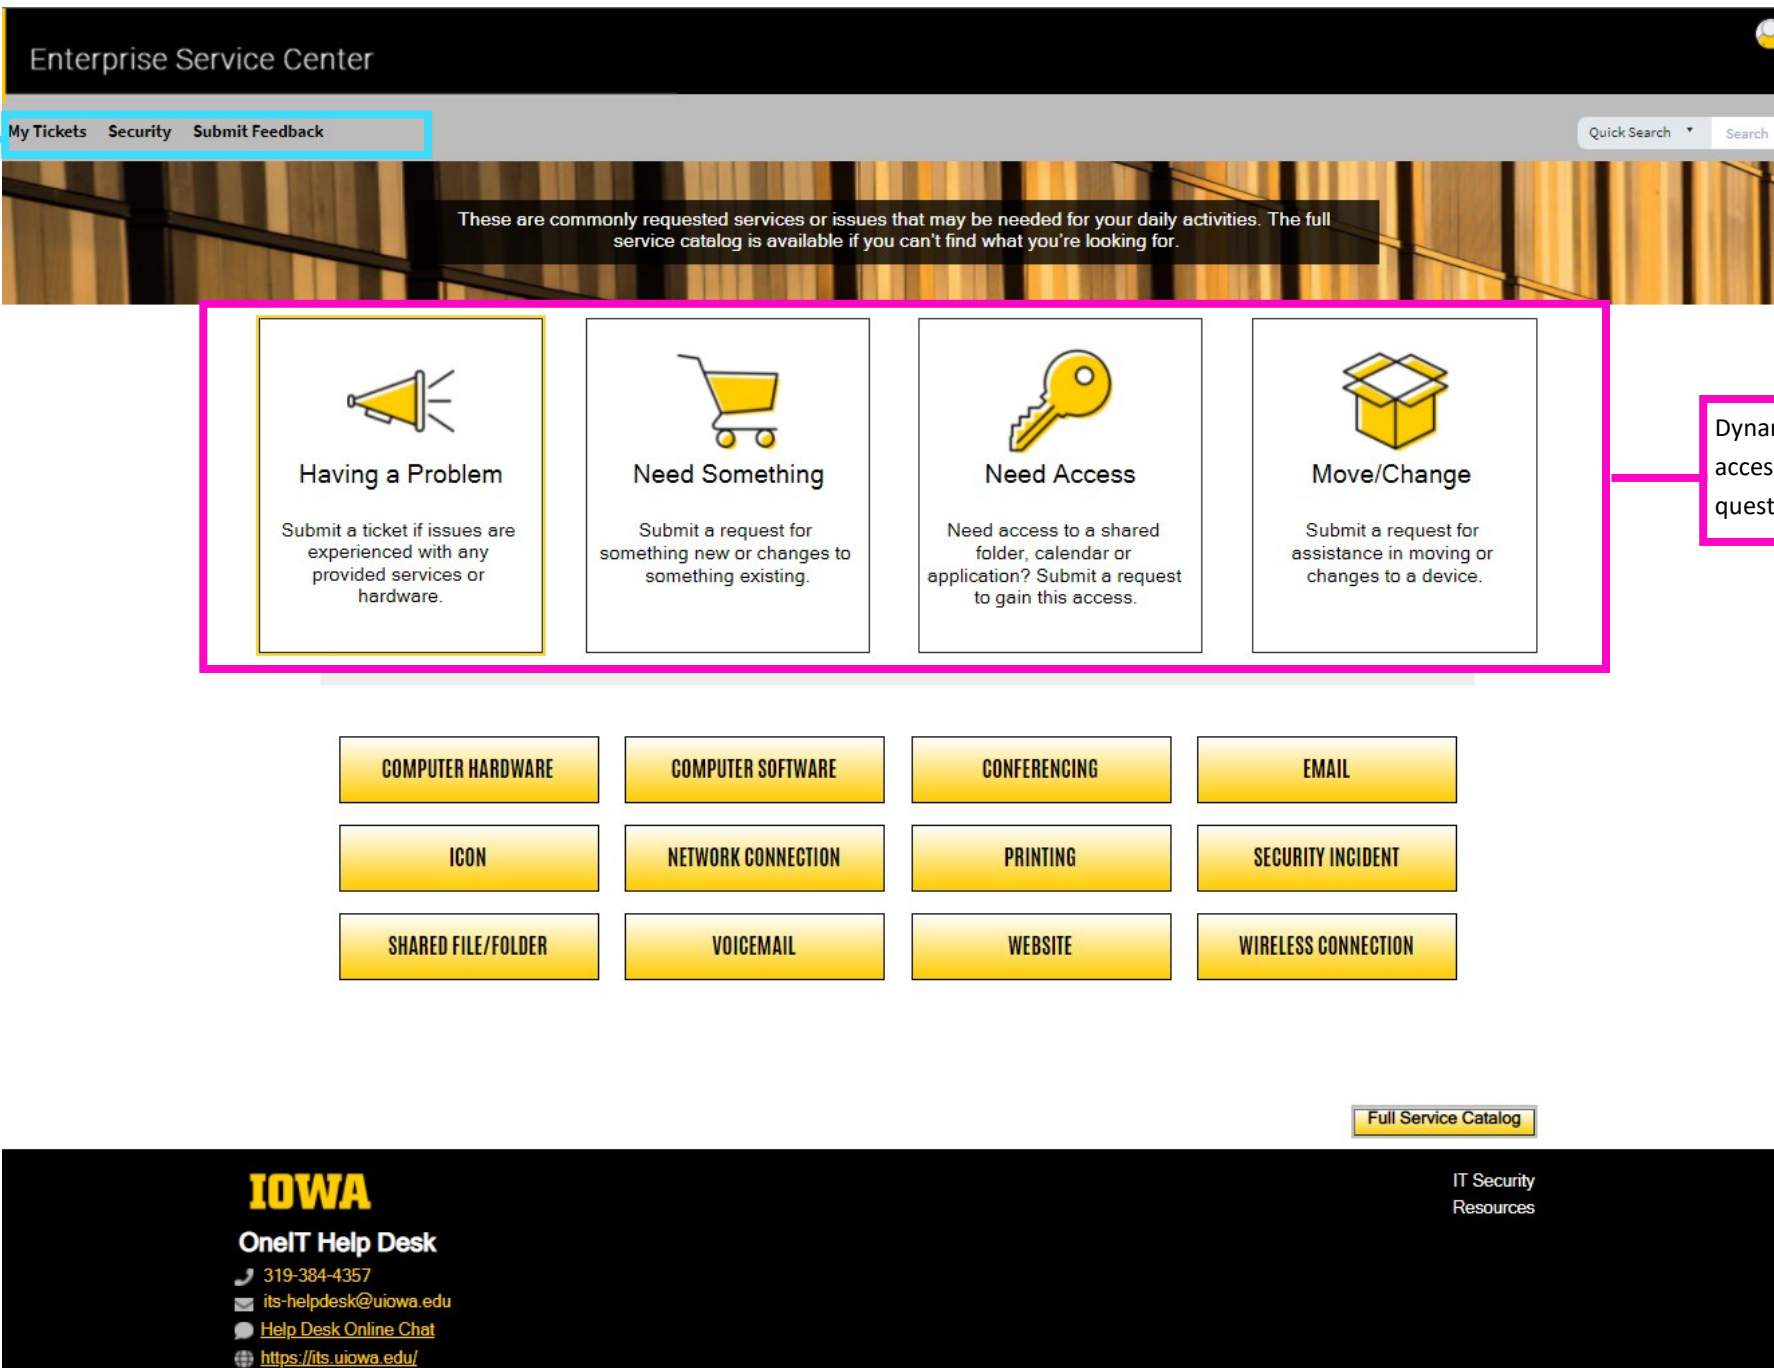 Enterprise Service Center
My Tickets Security Submit Feedback
Quick Search Search
These are commonly requested services or issues that may be needed for your daily activities. The full
service catalog is available if you can't find what you're looking for.
Having a Problem
Submit a ticket if issues are
experienced with any
provided services or
hardware.
Need Something
Submit a request for
something new or changes to
something existing.
Need Access
Need access to a shared
folder, calendar or
application? Submit a request
to gain this access.
Move/Change
Submit a request for
assistance in moving or
changes to a device.
Dynar
acces
quest
COMPUTER HARDWARE COMPUTER SOFTWARE CONFERENCING EMAIL
ICON NETWORK CONNECTION PRINTING SECURITY INCIDENT
SHARED FILE/FOLDER VOICEMAIL WEBSITE WIRELESS CONNECTION
Full Service Catalog
IOWA
OneIT Help Desk
319-384-4357
its-helpdesk@uiowa.edu
Help Desk Online Chat
https://its.uiowa.edu/
IT Security
Resources